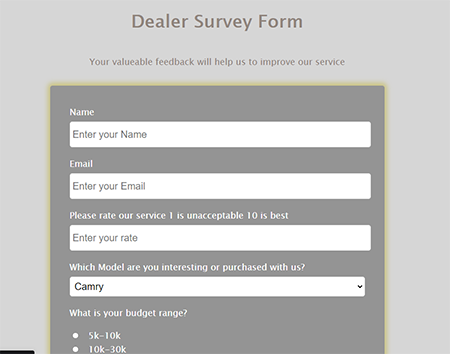 Dealer Survey Form
Your valueable feedback will help us to improve our service
Name
Enter your Name
Email
Enter your Email
Please rate our service 1 is unacceptable 10 is best
Enter your rate
Which Model are you interesting or purchased with us?
Camry
What is your budget range?
5k-10k
10k-30k